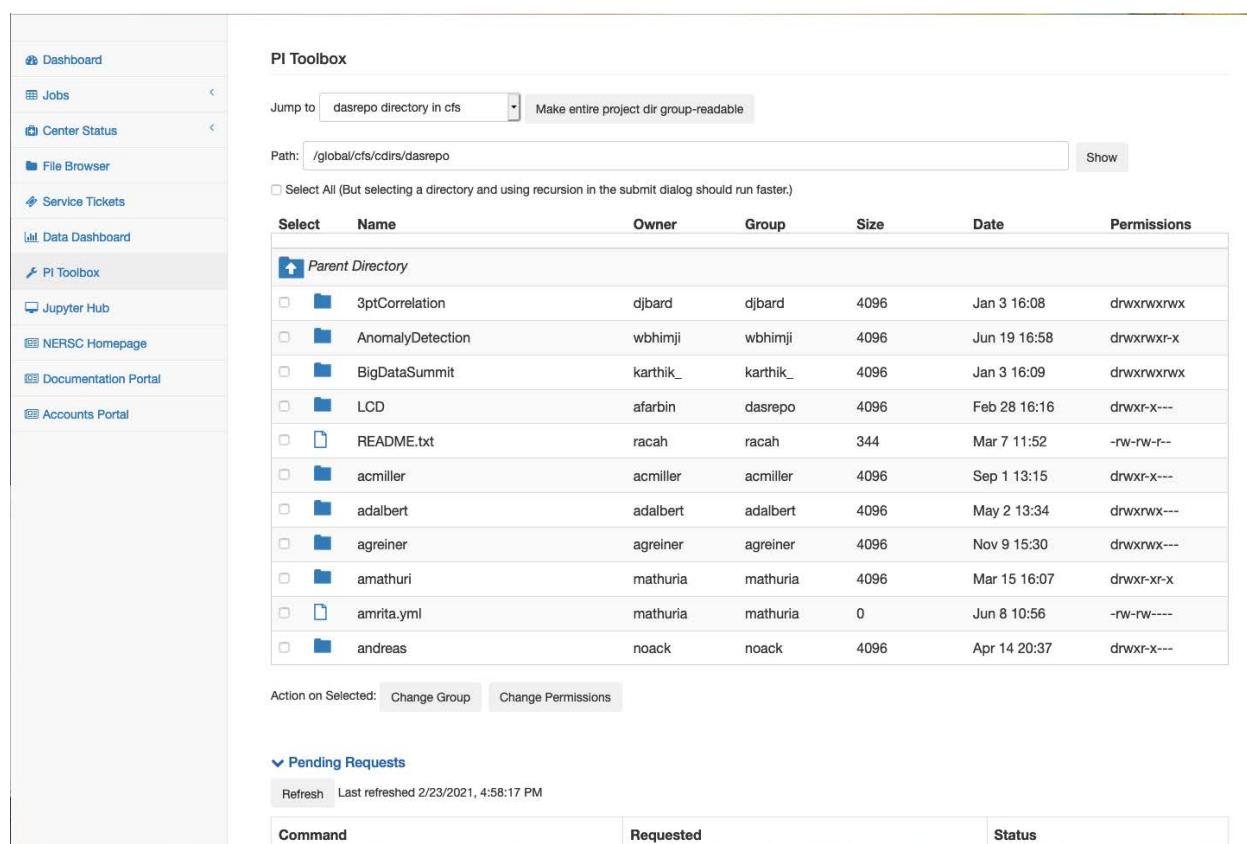 Dashboard
Jobs
Center Status
File Browser
Service Tickets
Data Dashboard
PI Toolbox
Jupyter Hub
NERSC Homepage
Documentation Portal
Accounts Portal
PI Toolbox
Jump to dasrepo directory in cfs Make entire project dir group-readable
Path: /global/cfs/cdirs/dasrepo Show
Select All (But selecting a directory and using recursion in the submit dialog should run faster.)
Select Name Owner Group Size Date Permissions
Parent Directory
3ptCorrelation djbard djbard 4096 Jan 3 16:08 drwxrwxrwx
AnomalyDetection wbhimji wbhimji 4096 Jun 19 16:58 drwxrwxr-x
BigDataSummit karthik_ karthik_ 4096 Jan 3 16:09 drwxrwxrwx
LCD afarbin dasrepo 4096 Feb 28 16:16 drwxr-x---
README.txt racah racah 344 Mar 7 11:52 -rw-rw-r--
acmiller acmiller acmiller 4096 Sep 1 13:15 drwxr-x---
adalbert adalbert adalbert 4096 May 2 13:34 drwxrwx---
agreiner agreiner agreiner 4096 Nov 9 15:30 drwxrwx---
amathuri mathuria mathuria 4096 Mar 15 16:07 drwxr-xr-x
amrita.yml mathuria mathuria 0 Jun 8 10:56 -rw-rw----
andreas noack noack 4096 Apr 14 20:37 drwxr-x---
Action on Selected: Change Group Change Permissions
Pending Requests
Refresh Last refreshed 2/23/2021, 4:58:17 PM
Command Requested Status